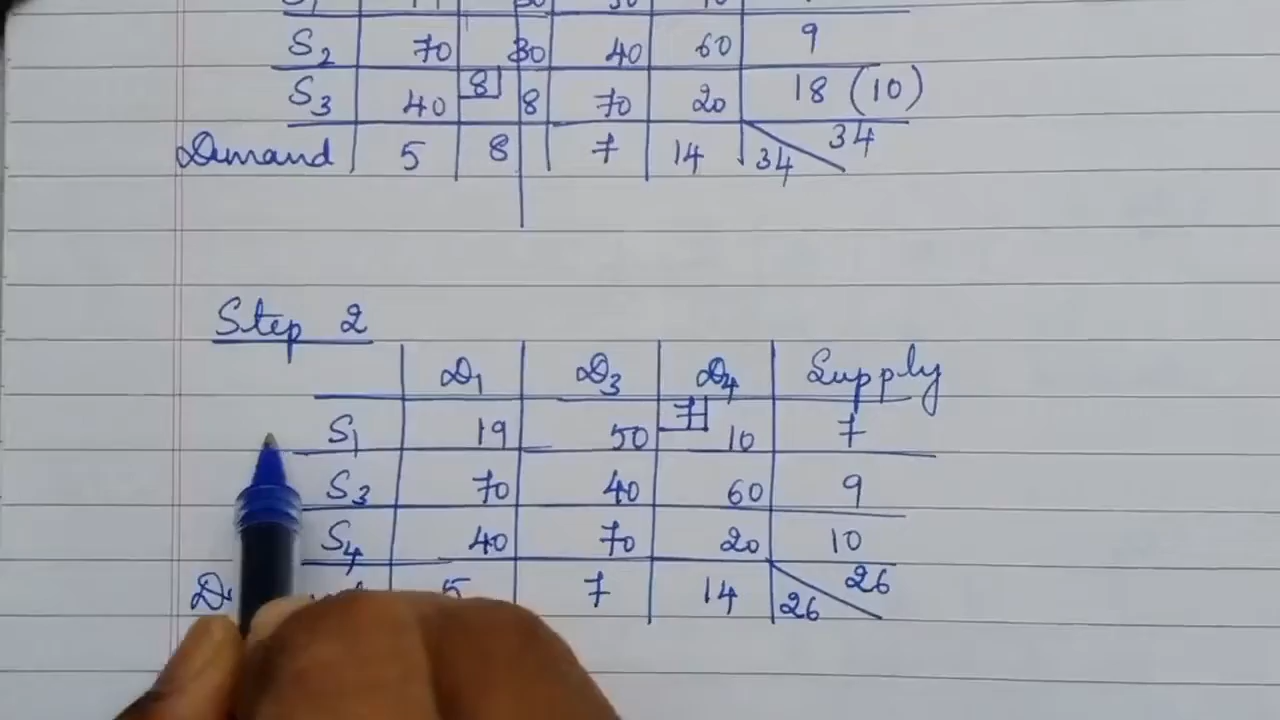 S2 70 30 40 60 9
S3 40 8 8 70 20 18 (10)
Demand 5 8 7 14 34 34
Step 2
D1 D3 D4 Supply
S1 19 50 7 10 7
S3 70 40 60 9
S4 40 70 20 10
5 7 14 26 26